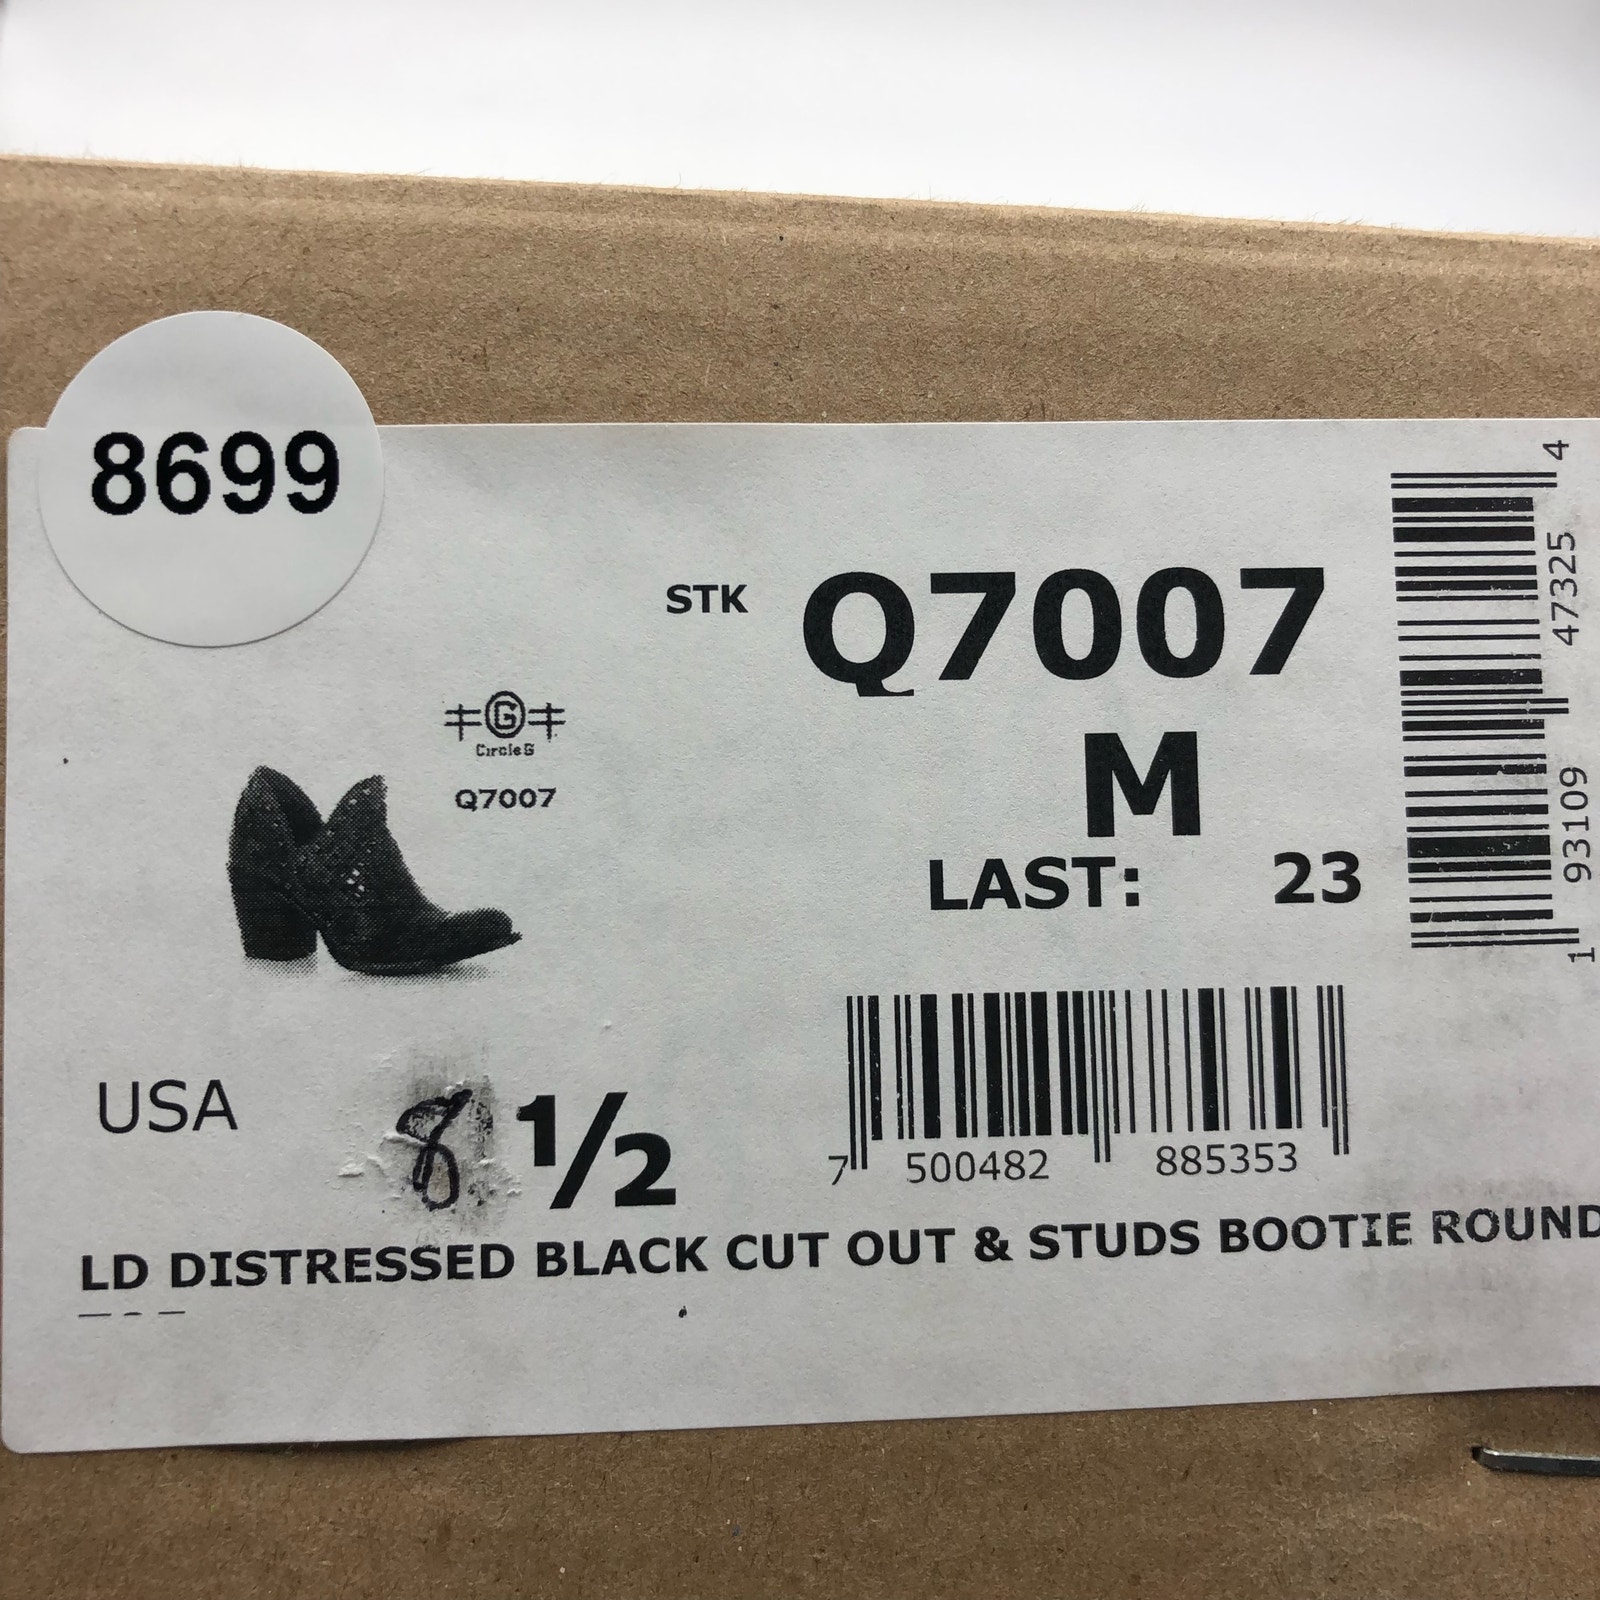 8699
STK Q7007
G
Circle G
Q7007
M
LAST: 23
USA 8 1/2
7 500482 885353
LD DISTRESSED BLACK CUT OUT & STUDS BOOTIE ROUND
1 93109 47325 4